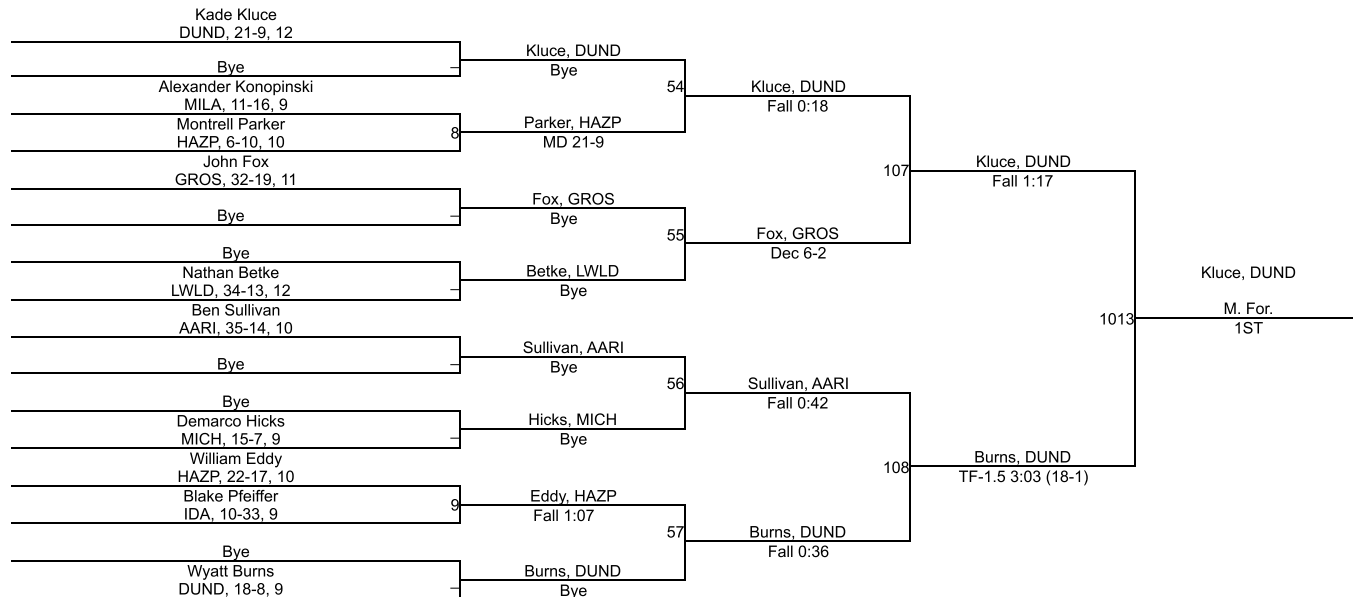 Kade Kluce
DUND, 21-9, 12
Bye
Alexander Konopinski
MILA, 11-16, 9
Montrell Parker
HAZP, 6-10, 10
John Fox
GROS, 32-19, 11
Bye
Bye
Nathan Betke
LWLD, 34-13, 12
Ben Sullivan
AARI, 35-14, 10
Bye
Bye
Demarco Hicks
MICH, 15-7, 9
William Eddy
HAZP, 22-17, 10
Blake Pfeiffer
IDA, 10-33, 9
Bye
Wyatt Burns
DUND, 18-8, 9
8
9
Kluce, DUND
Bye
Parker, HAZP
MD 21-9
Fox, GROS
Bye
Betke, LWLD
Bye
Sullivan, AARI
Bye
Hicks, MICH
Bye
Eddy, HAZP
Fall 1:07
Burns, DUND
Bye
54
55
56
57
Kluce, DUND
Fall 0:18
Fox, GROS
Dec 6-2
Sullivan, AARI
Fall 0:42
Burns, DUND
Fall 0:36
107
108
Kluce, DUND
Fall 1:17
Burns, DUND
TF-1.5 3:03 (18-1)
1013
Kluce, DUND
M. For.
1ST